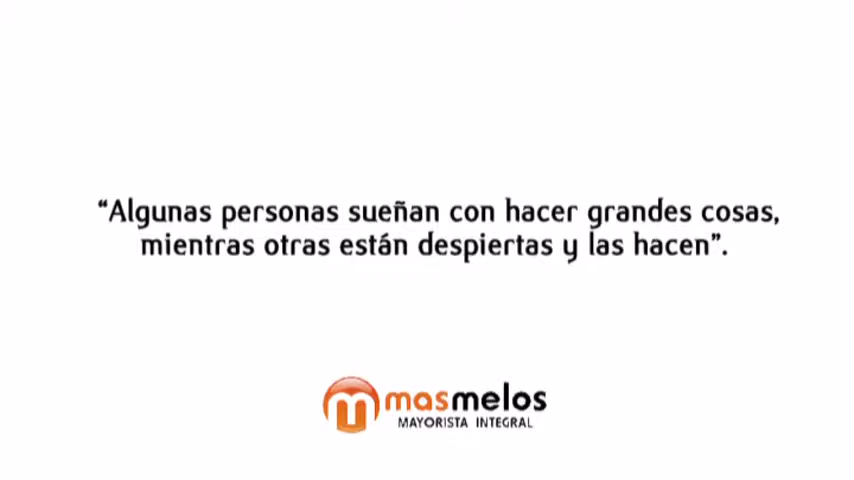 “Algunas personas sueñan con hacer grandes cosas,
mientras otras están despiertas y las hacen”.
m masmelos
MAYORISTA INTEGRAL